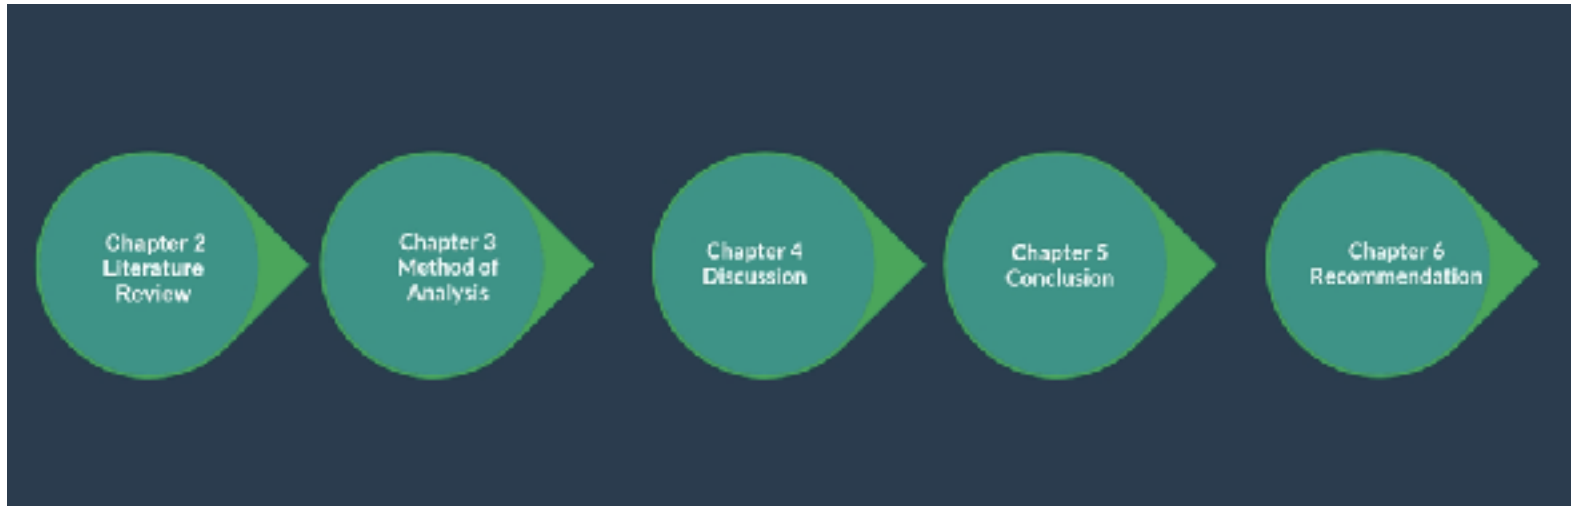 Chapter 2
Literature
Review
Chapter 3
Method of
Analysis
Chapter 4
Discussion
Chapter 5
Conclusion
Chapter 6
Recommendation